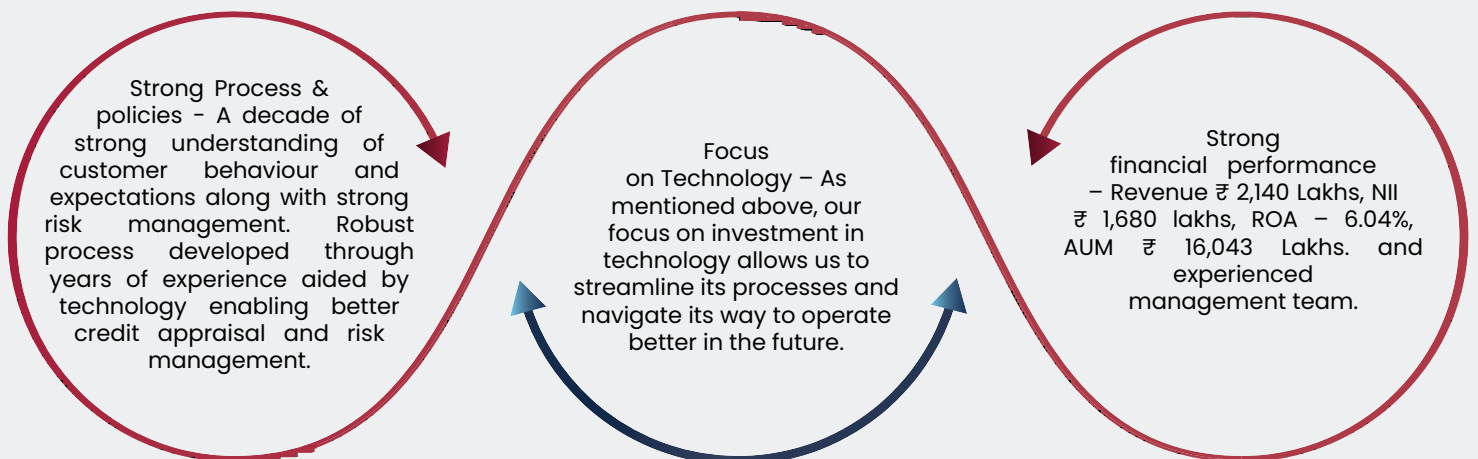 Strong Process &
policies - A decade of
strong understanding of
customer behaviour and
expectations along with strong
risk management. Robust
process developed through
years of experience aided by
technology enabling better
credit appraisal and risk
management.
Focus
on Technology – As
mentioned above, our
focus on investment in
technology allows us to
streamline its processes and
navigate its way to operate
better in the future.
Strong
financial performance
– Revenue ₹ 2,140 Lakhs, NII
₹ 1,680 lakhs, ROA – 6.04%,
AUM ₹ 16,043 Lakhs. and
experienced
management team.